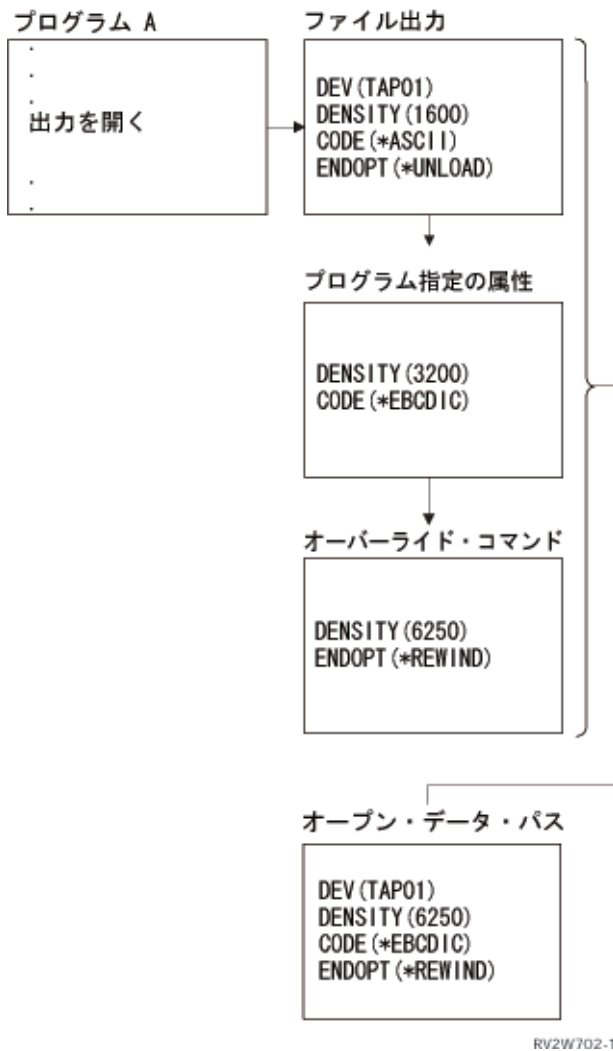 プログラム A
ファイル出力
.
.
.
出力を開く
.
.
DEV(TAP01)
DENSITY(1600)
CODE(*ASCII)
ENDOPT(*UNLOAD)
プログラム指定の属性
DENSITY(3200)
CODE(*EBCDIC)
オーバーライド・コマンド
DENSITY(6250)
ENDOPT(*REWIND)
オープン・データ・パス
DEV(TAP01)
DENSITY(6250)
CODE(*EBCDIC)
ENDOPT(*REWIND)
RV2W702-1